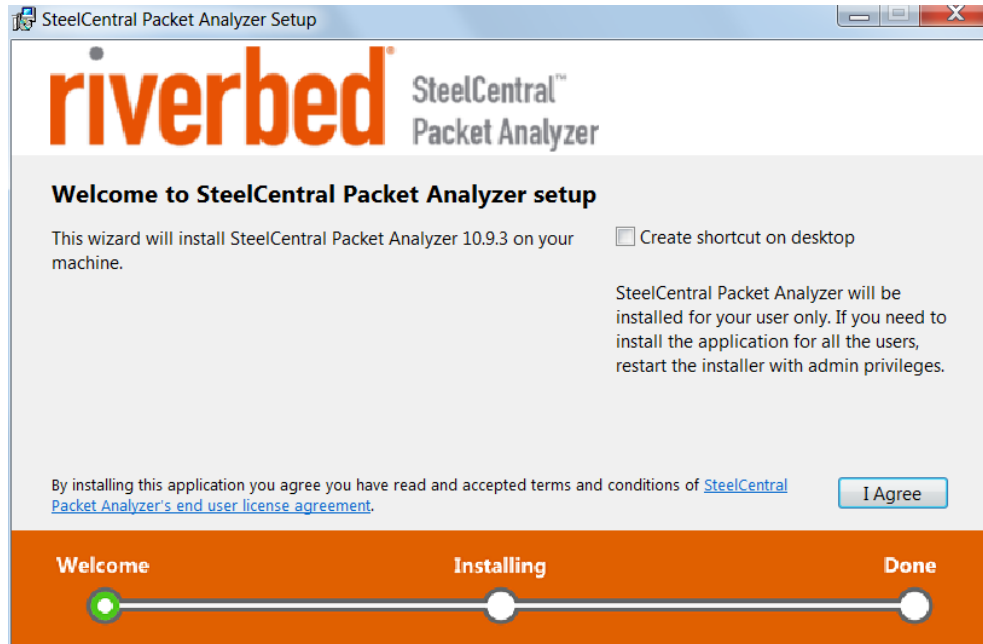 SteelCentral Packet Analyzer Setup
riverbed®
SteelCentral™
Packet Analyzer
Welcome to SteelCentral Packet Analyzer setup
This wizard will install SteelCentral Packet Analyzer 10.9.3 on your
machine.
Create shortcut on desktop
SteelCentral Packet Analyzer will be
installed for your user only. If you need to
install the application for all the users,
restart the installer with admin privileges.
By installing this application you agree you have read and accepted terms and conditions of SteelCentral
Packet Analyzer's end user license agreement.
I Agree
Welcome
Installing
Done